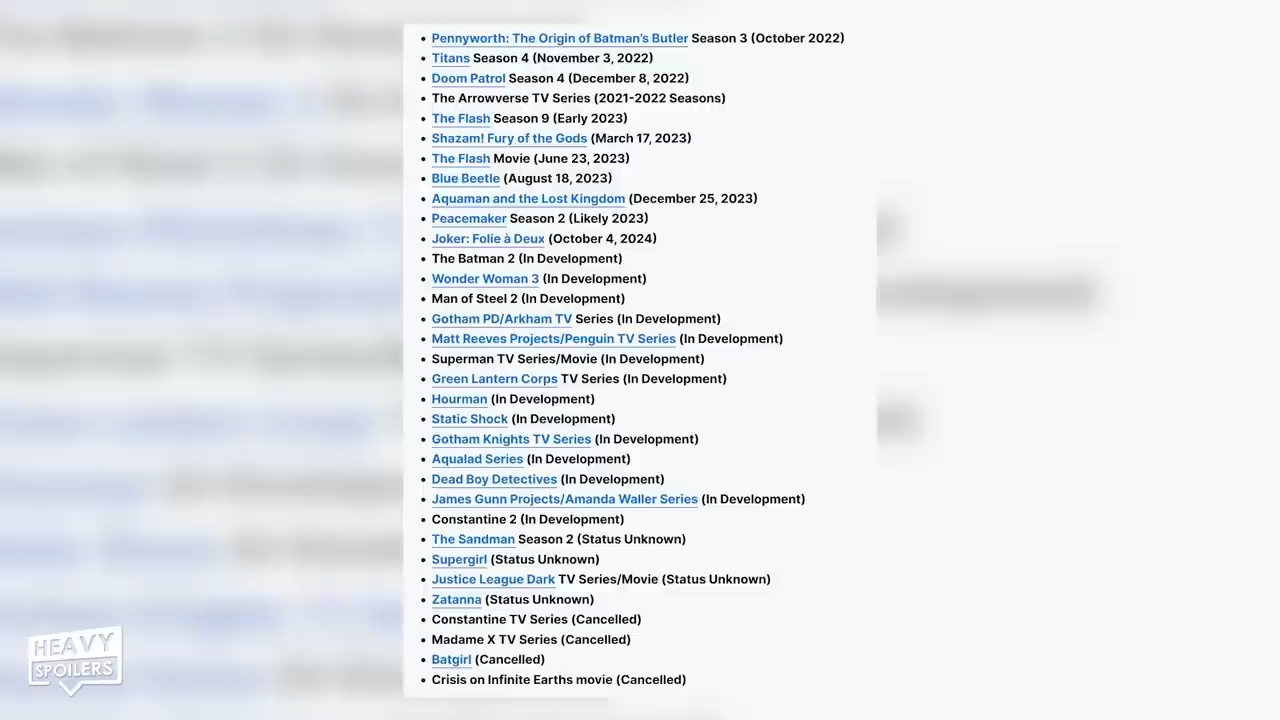 • Pennyworth: The Origin of Batman’s Butler Season 3 (October 2022)
• Titans Season 4 (November 3, 2022)
• Doom Patrol Season 4 (December 8, 2022)
• The Arrowverse TV Series (2021-2022 Seasons)
• The Flash Season 9 (Early 2023)
• Shazam! Fury of the Gods (March 17, 2023)
• The Flash Movie (June 23, 2023)
• Blue Beetle (August 18, 2023)
• Aquaman and the Lost Kingdom (December 25, 2023)
• Peacemaker Season 2 (Likely 2023)
• Joker: Folie à Deux (October 4, 2024)
• The Batman 2 (In Development)
• Wonder Woman 3 (In Development)
• Man of Steel 2 (In Development)
• Gotham PD/Arkham TV Series (In Development)
• Matt Reeves Projects/Penguin TV Series (In Development)
• Superman TV Series/Movie (In Development)
• Green Lantern Corps TV Series (In Development)
• Hourman (In Development)
• Static Shock (In Development)
• Gotham Knights TV Series (In Development)
• Aqualad Series (In Development)
• Dead Boy Detectives (In Development)
• James Gunn Projects/Amanda Waller Series (In Development)
• Constantine 2 (In Development)
• The Sandman Season 2 (Status Unknown)
• Supergirl (Status Unknown)
• Justice League Dark TV Series/Movie (Status Unknown)
• Zatanna (Status Unknown)
• Constantine TV Series (Cancelled)
• Madame X TV Series (Cancelled)
• Batgirl (Cancelled)
• Crisis on Infinite Earths movie (Cancelled)
HEAVY
SPOILERS